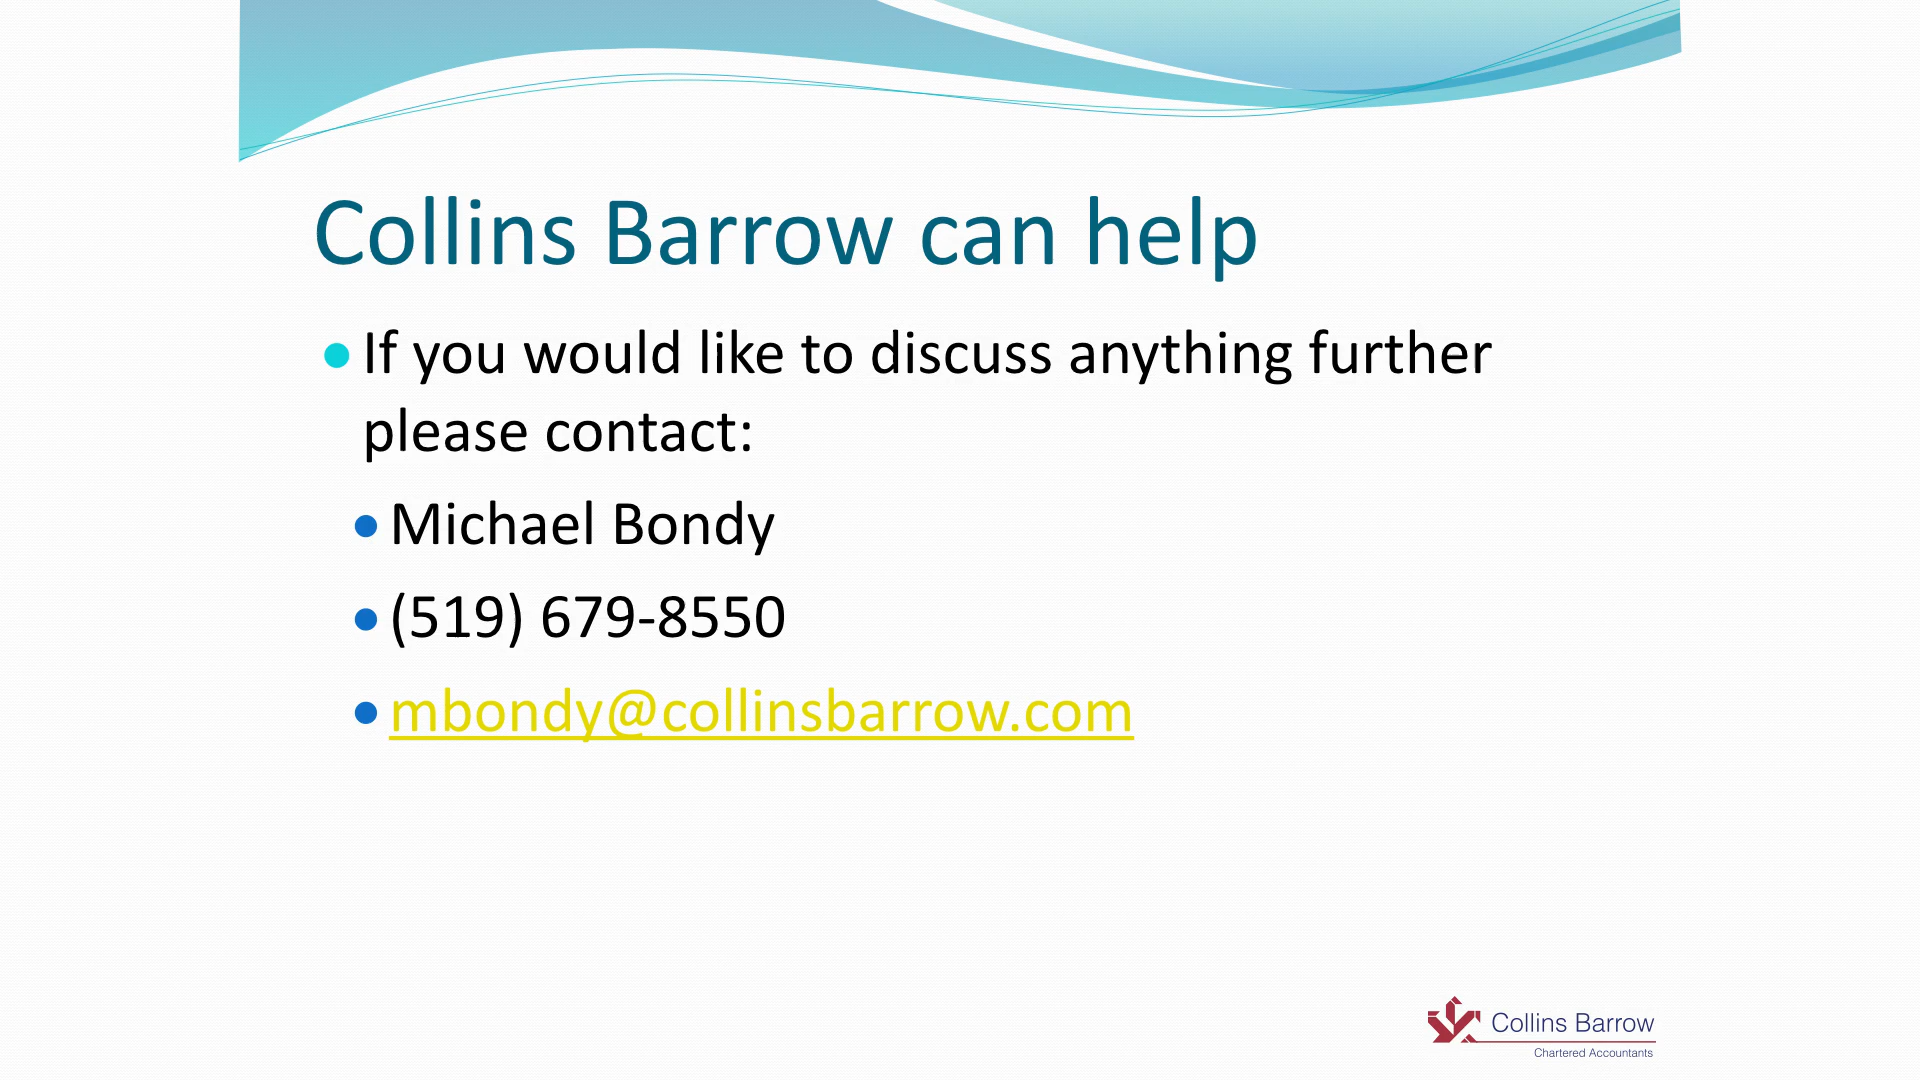 Collins Barrow can help
If you would like to discuss anything further
please contact:
Michael Bondy
(519) 679-8550
mbondy@collinsbarrow.com
Collins Barrow
Chartered Accountants